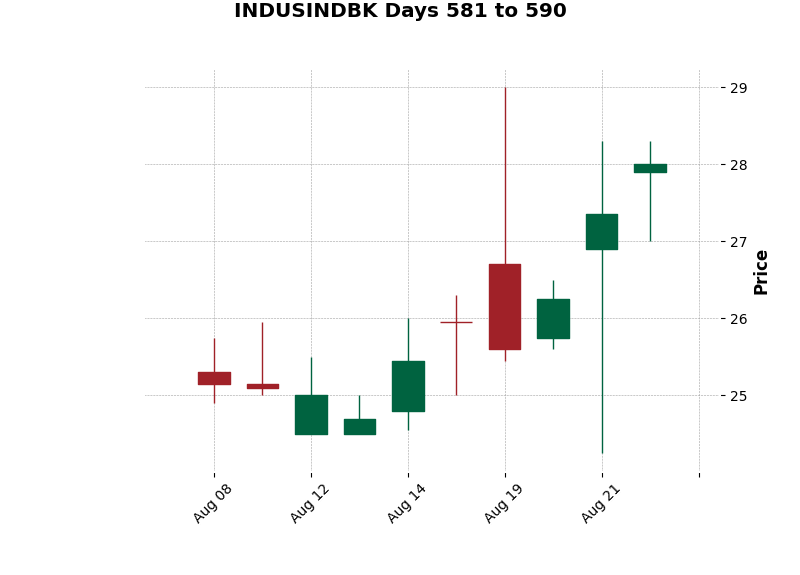 INDUSINDBK Days 581 to 590
29
28
27
26
25
Price
Aug 08
Aug 12
Aug 14
Aug 19
Aug 21